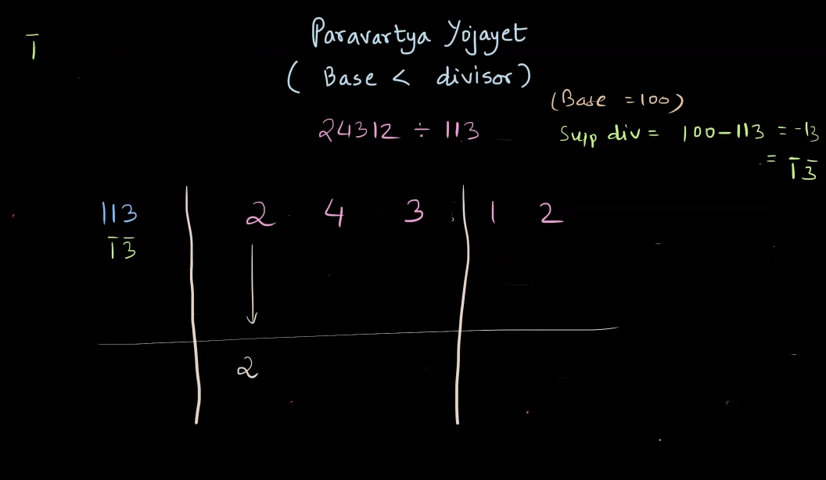 1̅
Paravartya Yojayet
( Base < divisor)
(Base = 100)
24312 ÷ 113
Supp div = 100 - 113 = -13
= 1̅ 3̅
113 2 4 3 1 2
1̅ 3̅
2